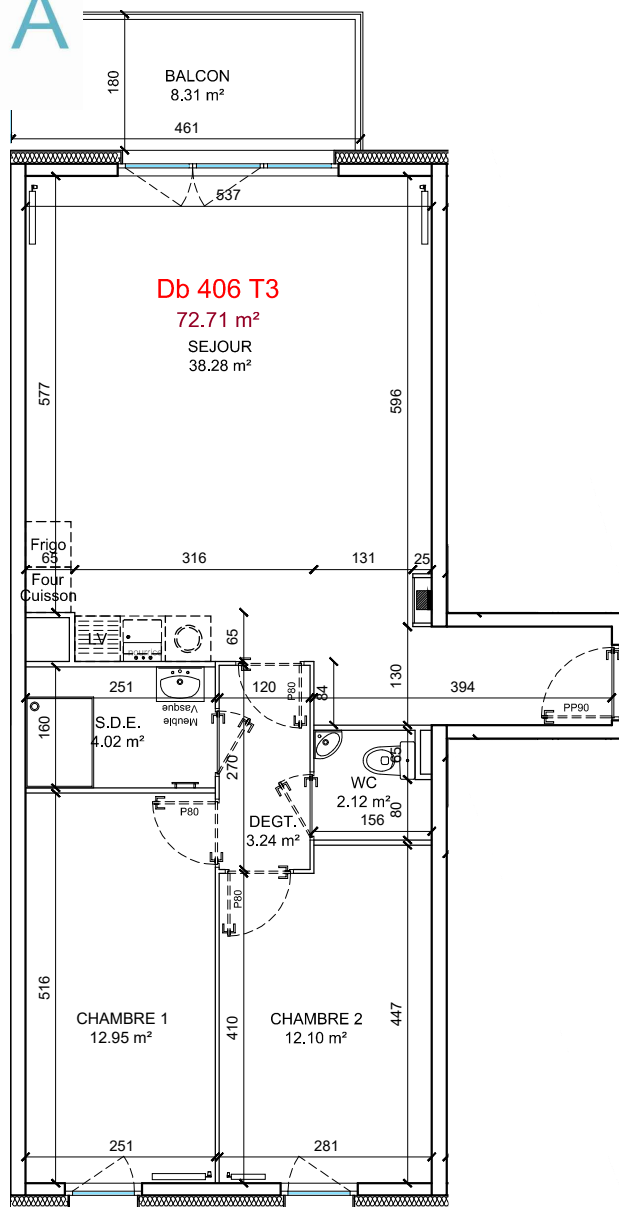 A
BALCON
8.31 m²
180
461
537
Db 406 T3
72.71 m²
SEJOUR
38.28 m²
577
596
Frigo
65
316
131
25
Four
Cuisson
LV
nourrice
65
251
120
P80
84
130
394
PP90
160
S.D.E.
4.02 m²
Meuble
Vasque
270
65
WC
2.12 m²
156
80
DEGT.
3.24 m²
P80
P80
516
CHAMBRE 1
12.95 m²
410
CHAMBRE 2
12.10 m²
447
251
281